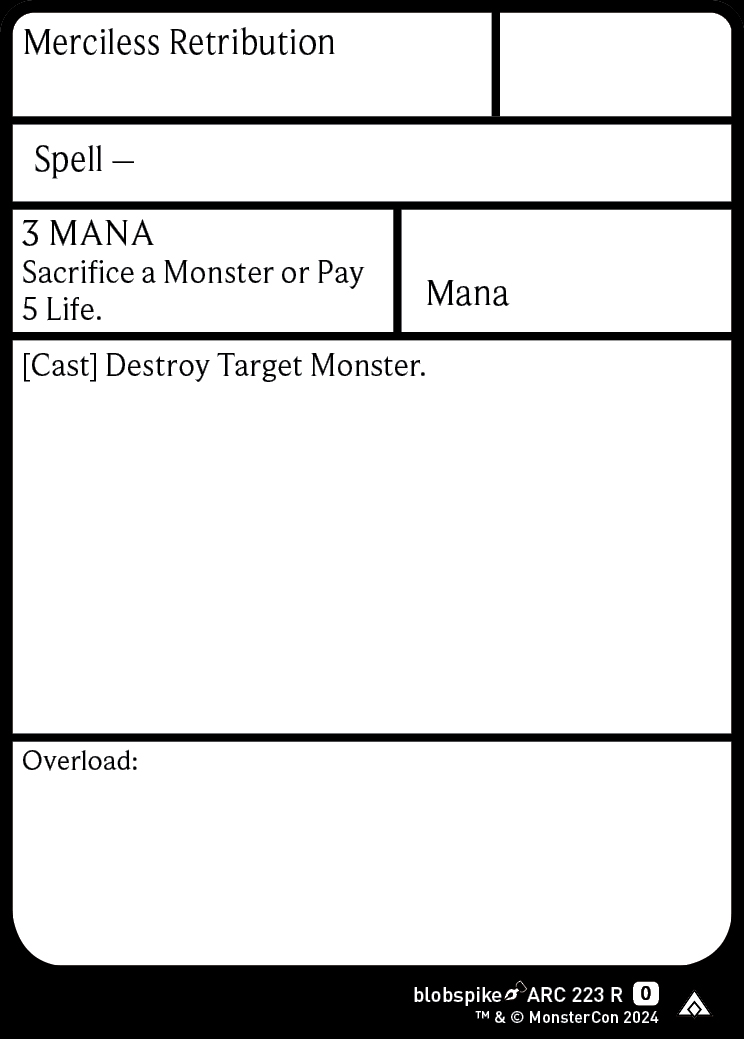 Merciless Retribution
Spell —
3 MANA
Sacrifice a Monster or Pay
5 Life.
Mana
[Cast] Destroy Target Monster.
Overload:
blobspike ARC 223 R 0
™ & © MonsterCon 2024